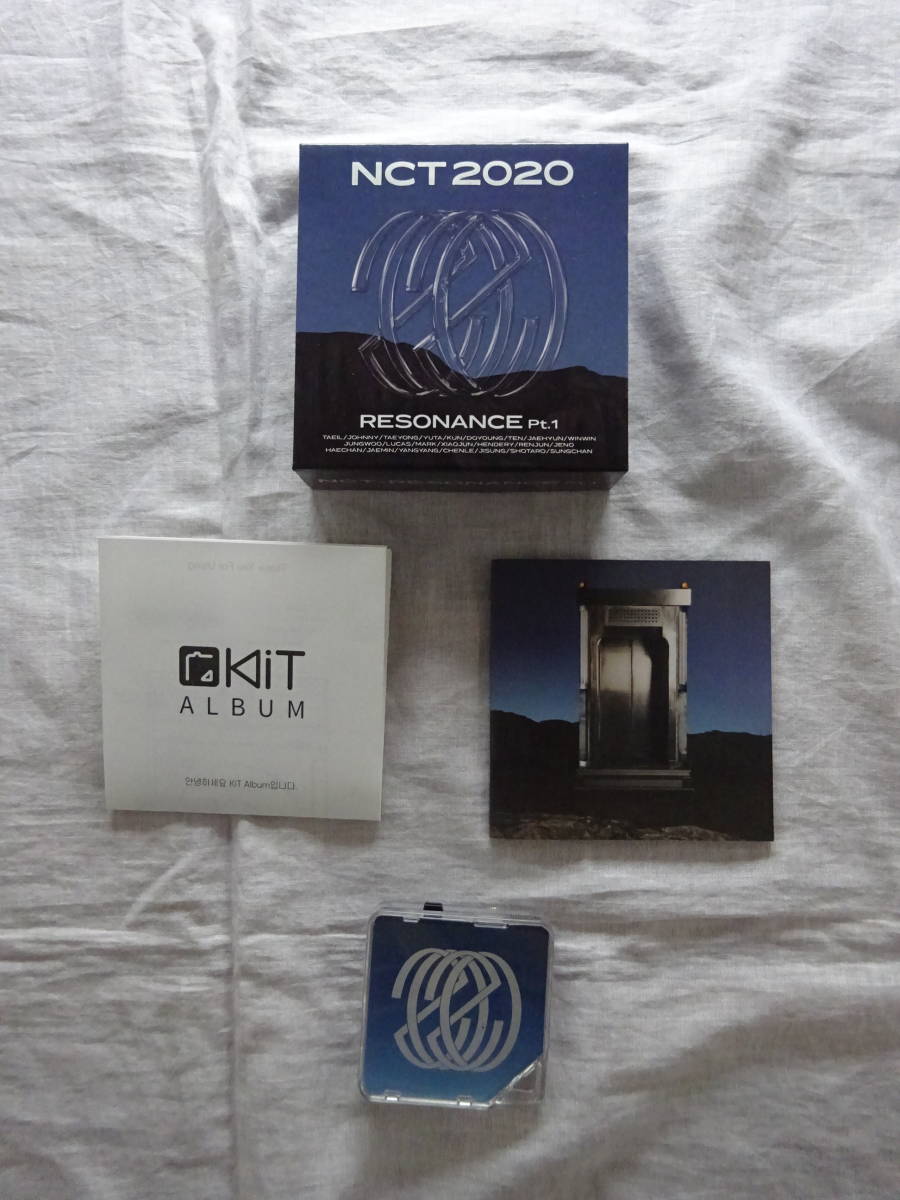 NCT 2020
RESONANCE Pt.1
TAEIL/JOHNNY/TAEYONG/YUTA/KUN/DOYOUNG/TEN/JAEHYUN/WINWIN
JUNGWOO/LUCAS/MARK/XIAOJUN/HENDERY/RENJUN/JENO
HAECHAN/JAEMIN/YANGYANG/CHENLE/JISUNG/SHOTARO/SUNGCHAN
KiT
ALBUM
안녕하세요 KiT Album입니다.